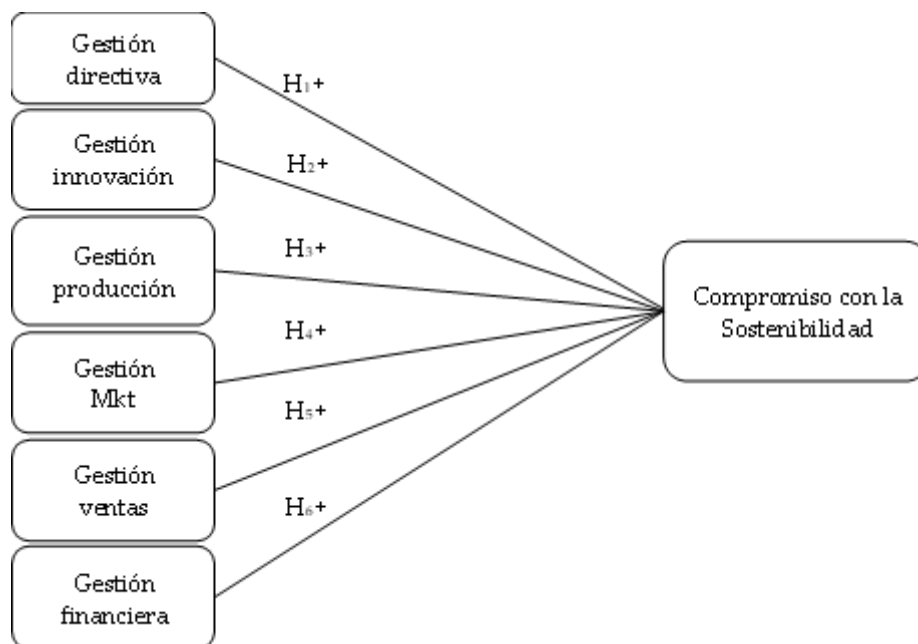 Gestión
directiva
H₁+
Gestión
innovación
H₂+
Gestión
producción
H₃+
Compromiso con la
Sostenibilidad
Gestión
Mkt
H₄+
Gestión
ventas
H₅+
Gestión
financiera
H₆+